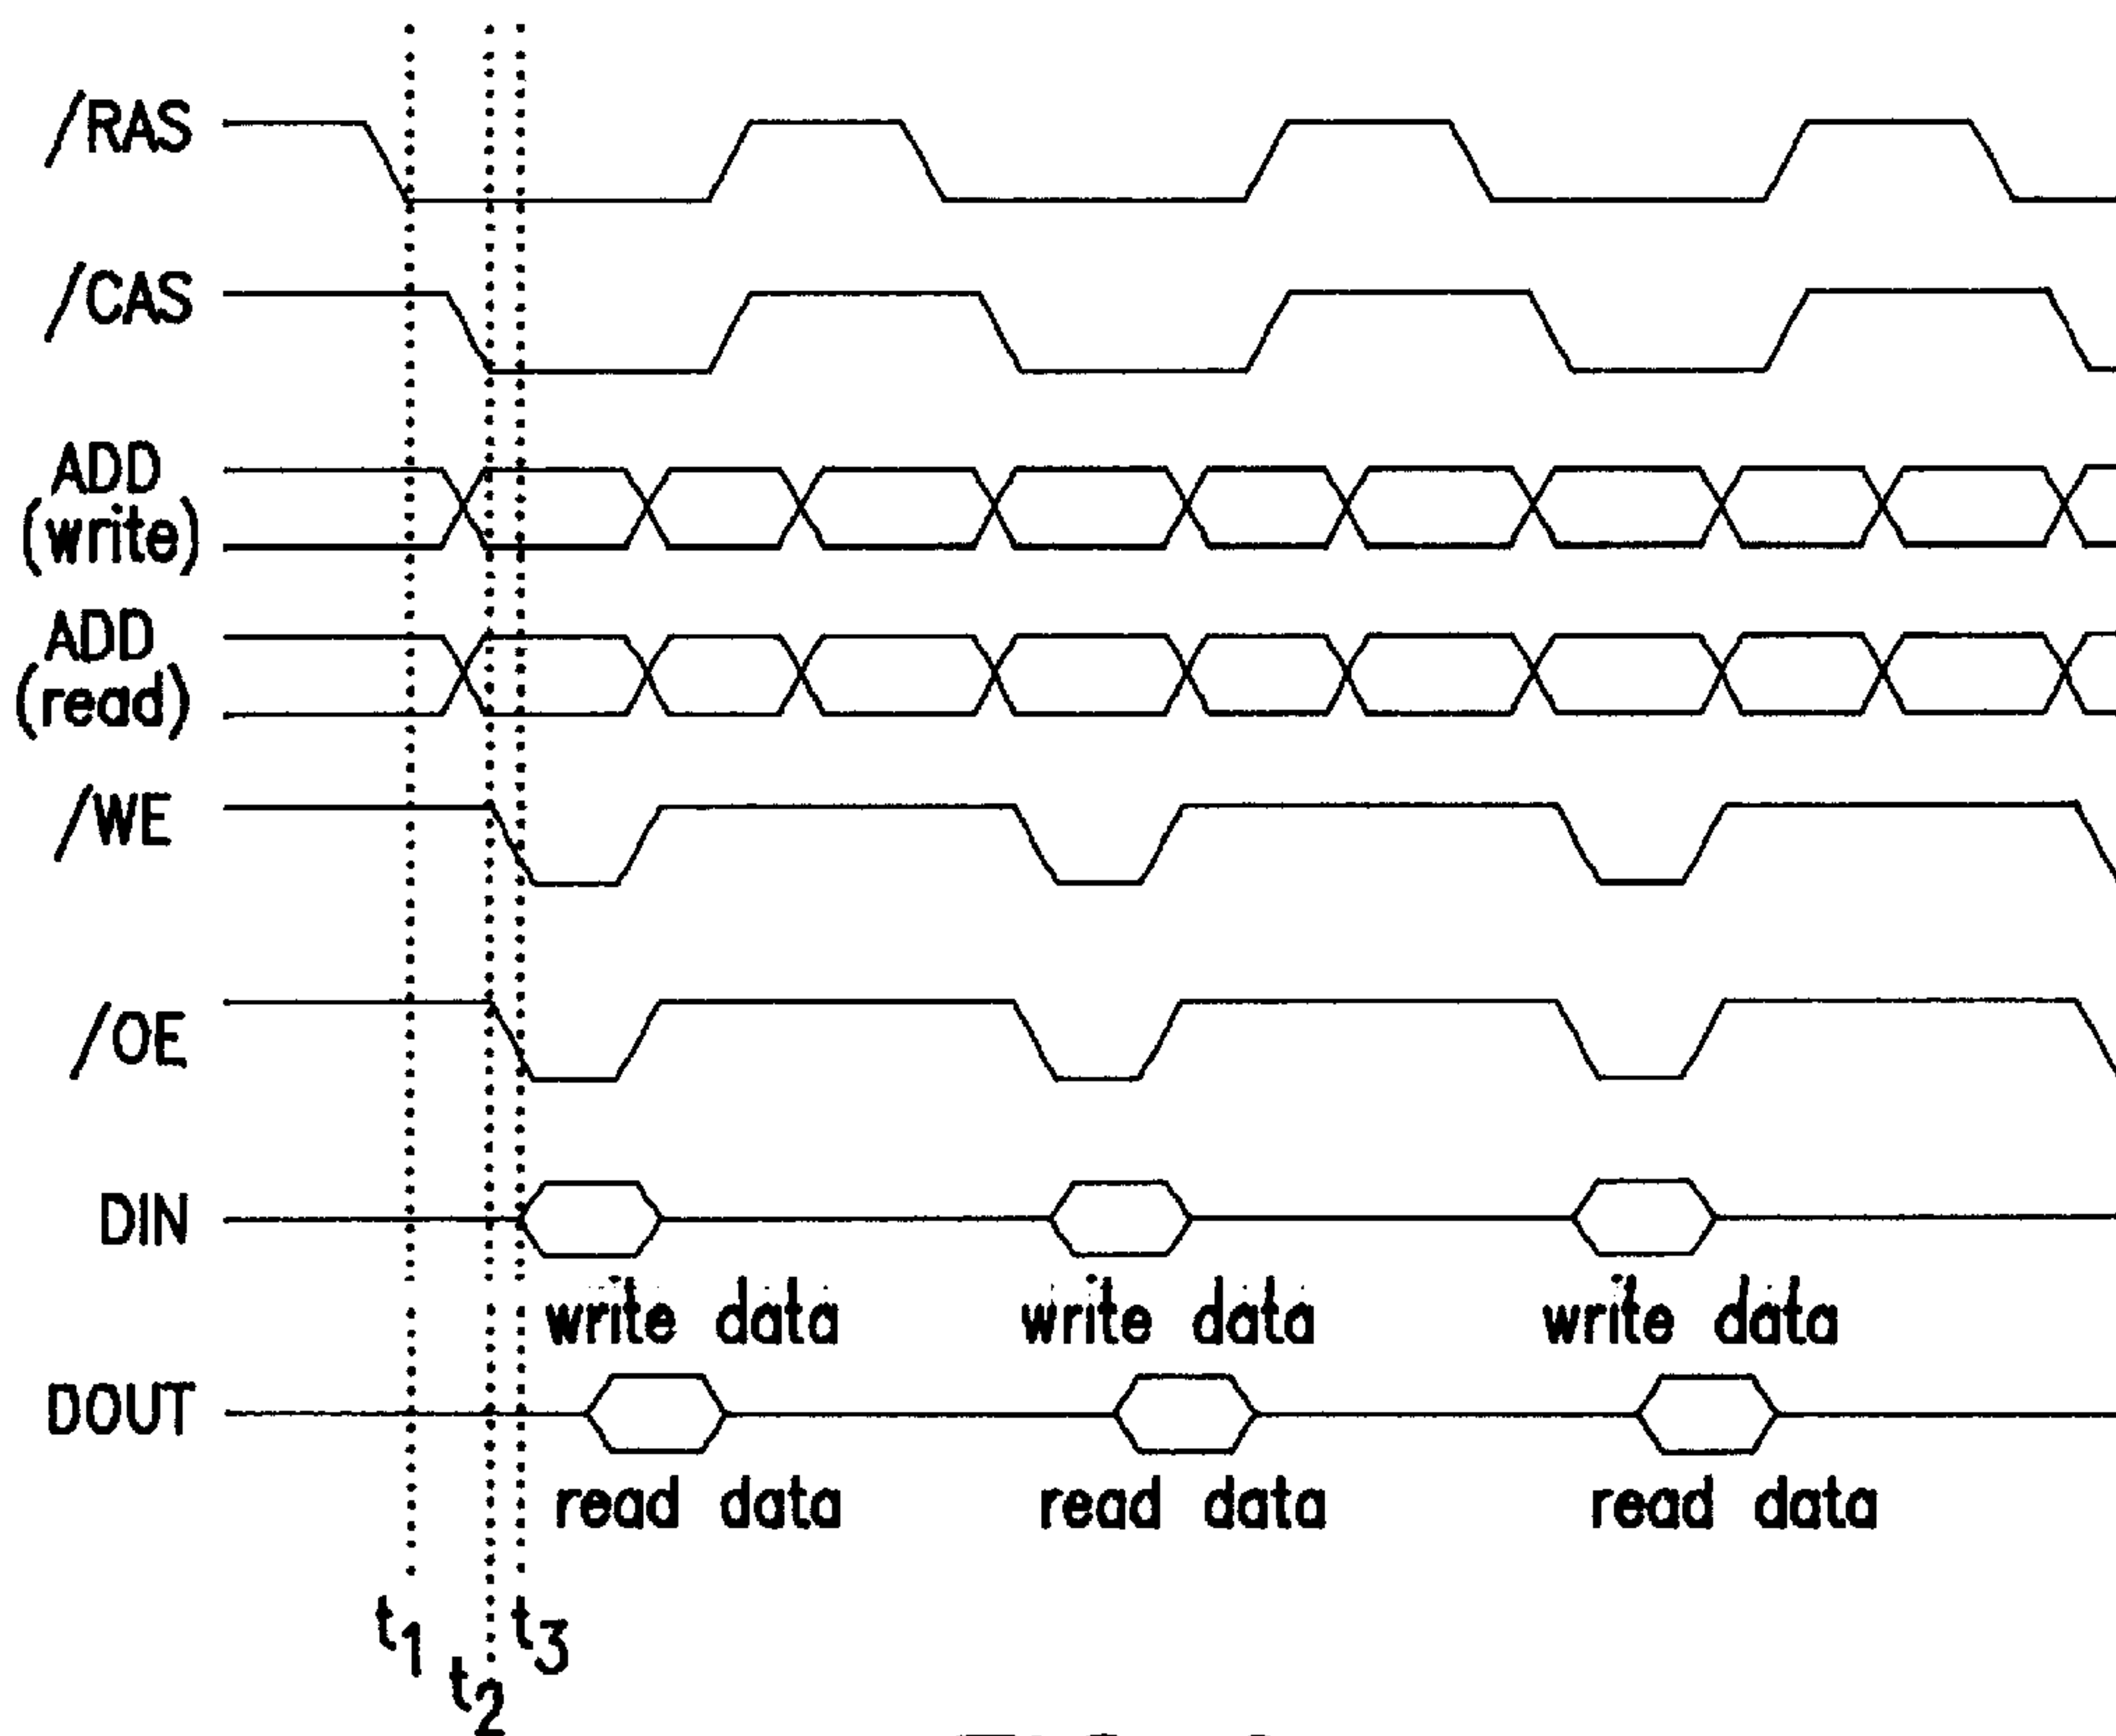 /RAS
/CAS
ADD
(write)
ADD
(read)
/WE
/OE
DIN
write data write data write data
DOUT
read data read data read data
t1
t2
t3